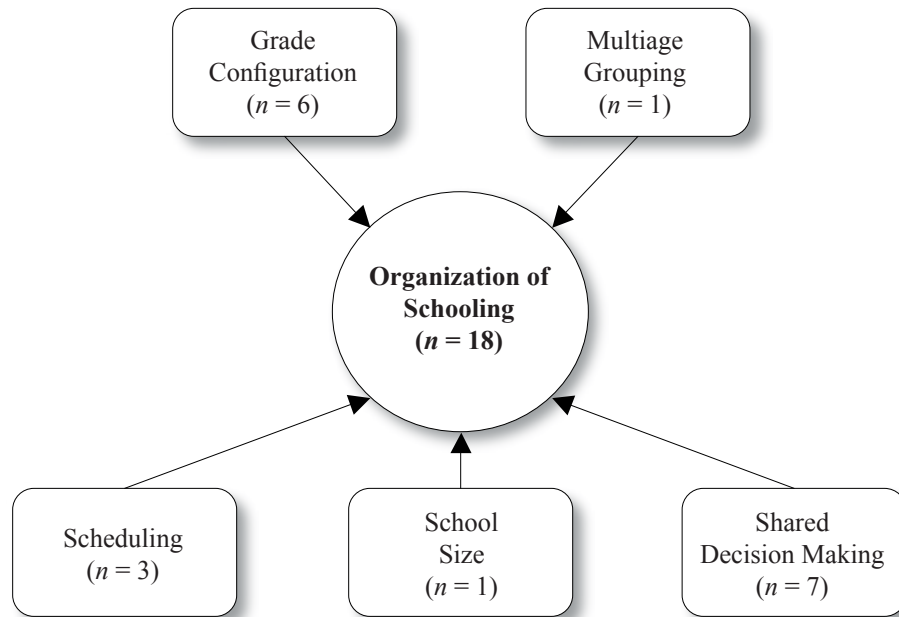 Grade
Configuration
(n = 6)
Multiage
Grouping
(n = 1)
Organization of
Schooling
(n = 18)
Scheduling
(n = 3)
School
Size
(n = 1)
Shared
Decision Making
(n = 7)